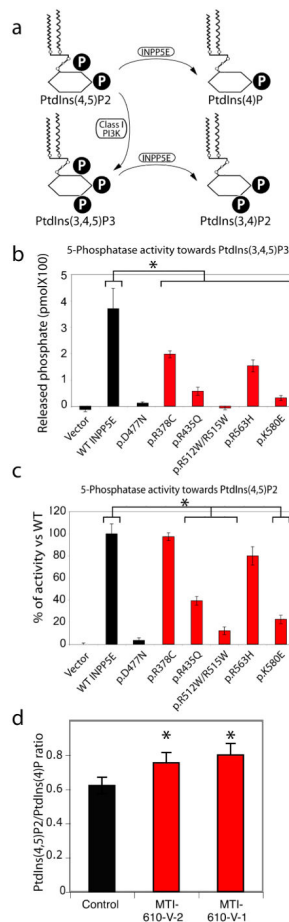 a
P
P
PtdIns(4,5)P2
INPP5E
P
PtdIns(4)P
Class I
PI3K
P
P
P
PtdIns(3,4,5)P3
INPP5E
P
P
PtdIns(3,4)P2
b
5-Phosphatase activity towards PtdIns(3,4,5)P3
*
Released phosphate (pmolX100)
5
4
3
2
1
0
Vector
WT INPP5E
p.D477N
p.R378C
p.R435Q
p.R512W/R515W
p.R563H
p.K580E
c
5-Phosphatase activity towards PtdIns(4,5)P2
*
% of activity vs WT
120
100
80
60
40
20
0
Vector
WT INPP5E
p.D477N
p.R378C
p.R435Q
p.R512W/R515W
p.R563H
p.K580E
d
PtdIns(4,5)P2/PtdIns(4)P ratio
0.8
0.6
0.4
0.2
0
* *
Control
MTI-
610-V-2
MTI-
610-V-1